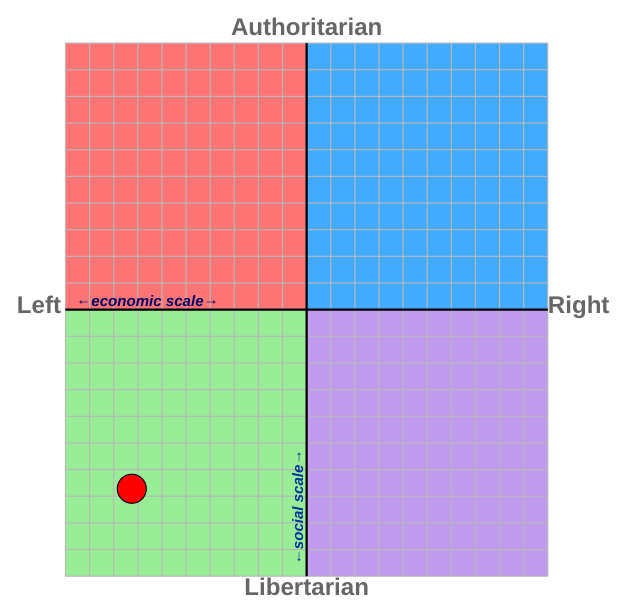 Authoritarian
Left
←economic scale→
Right
←social scale→
Libertarian